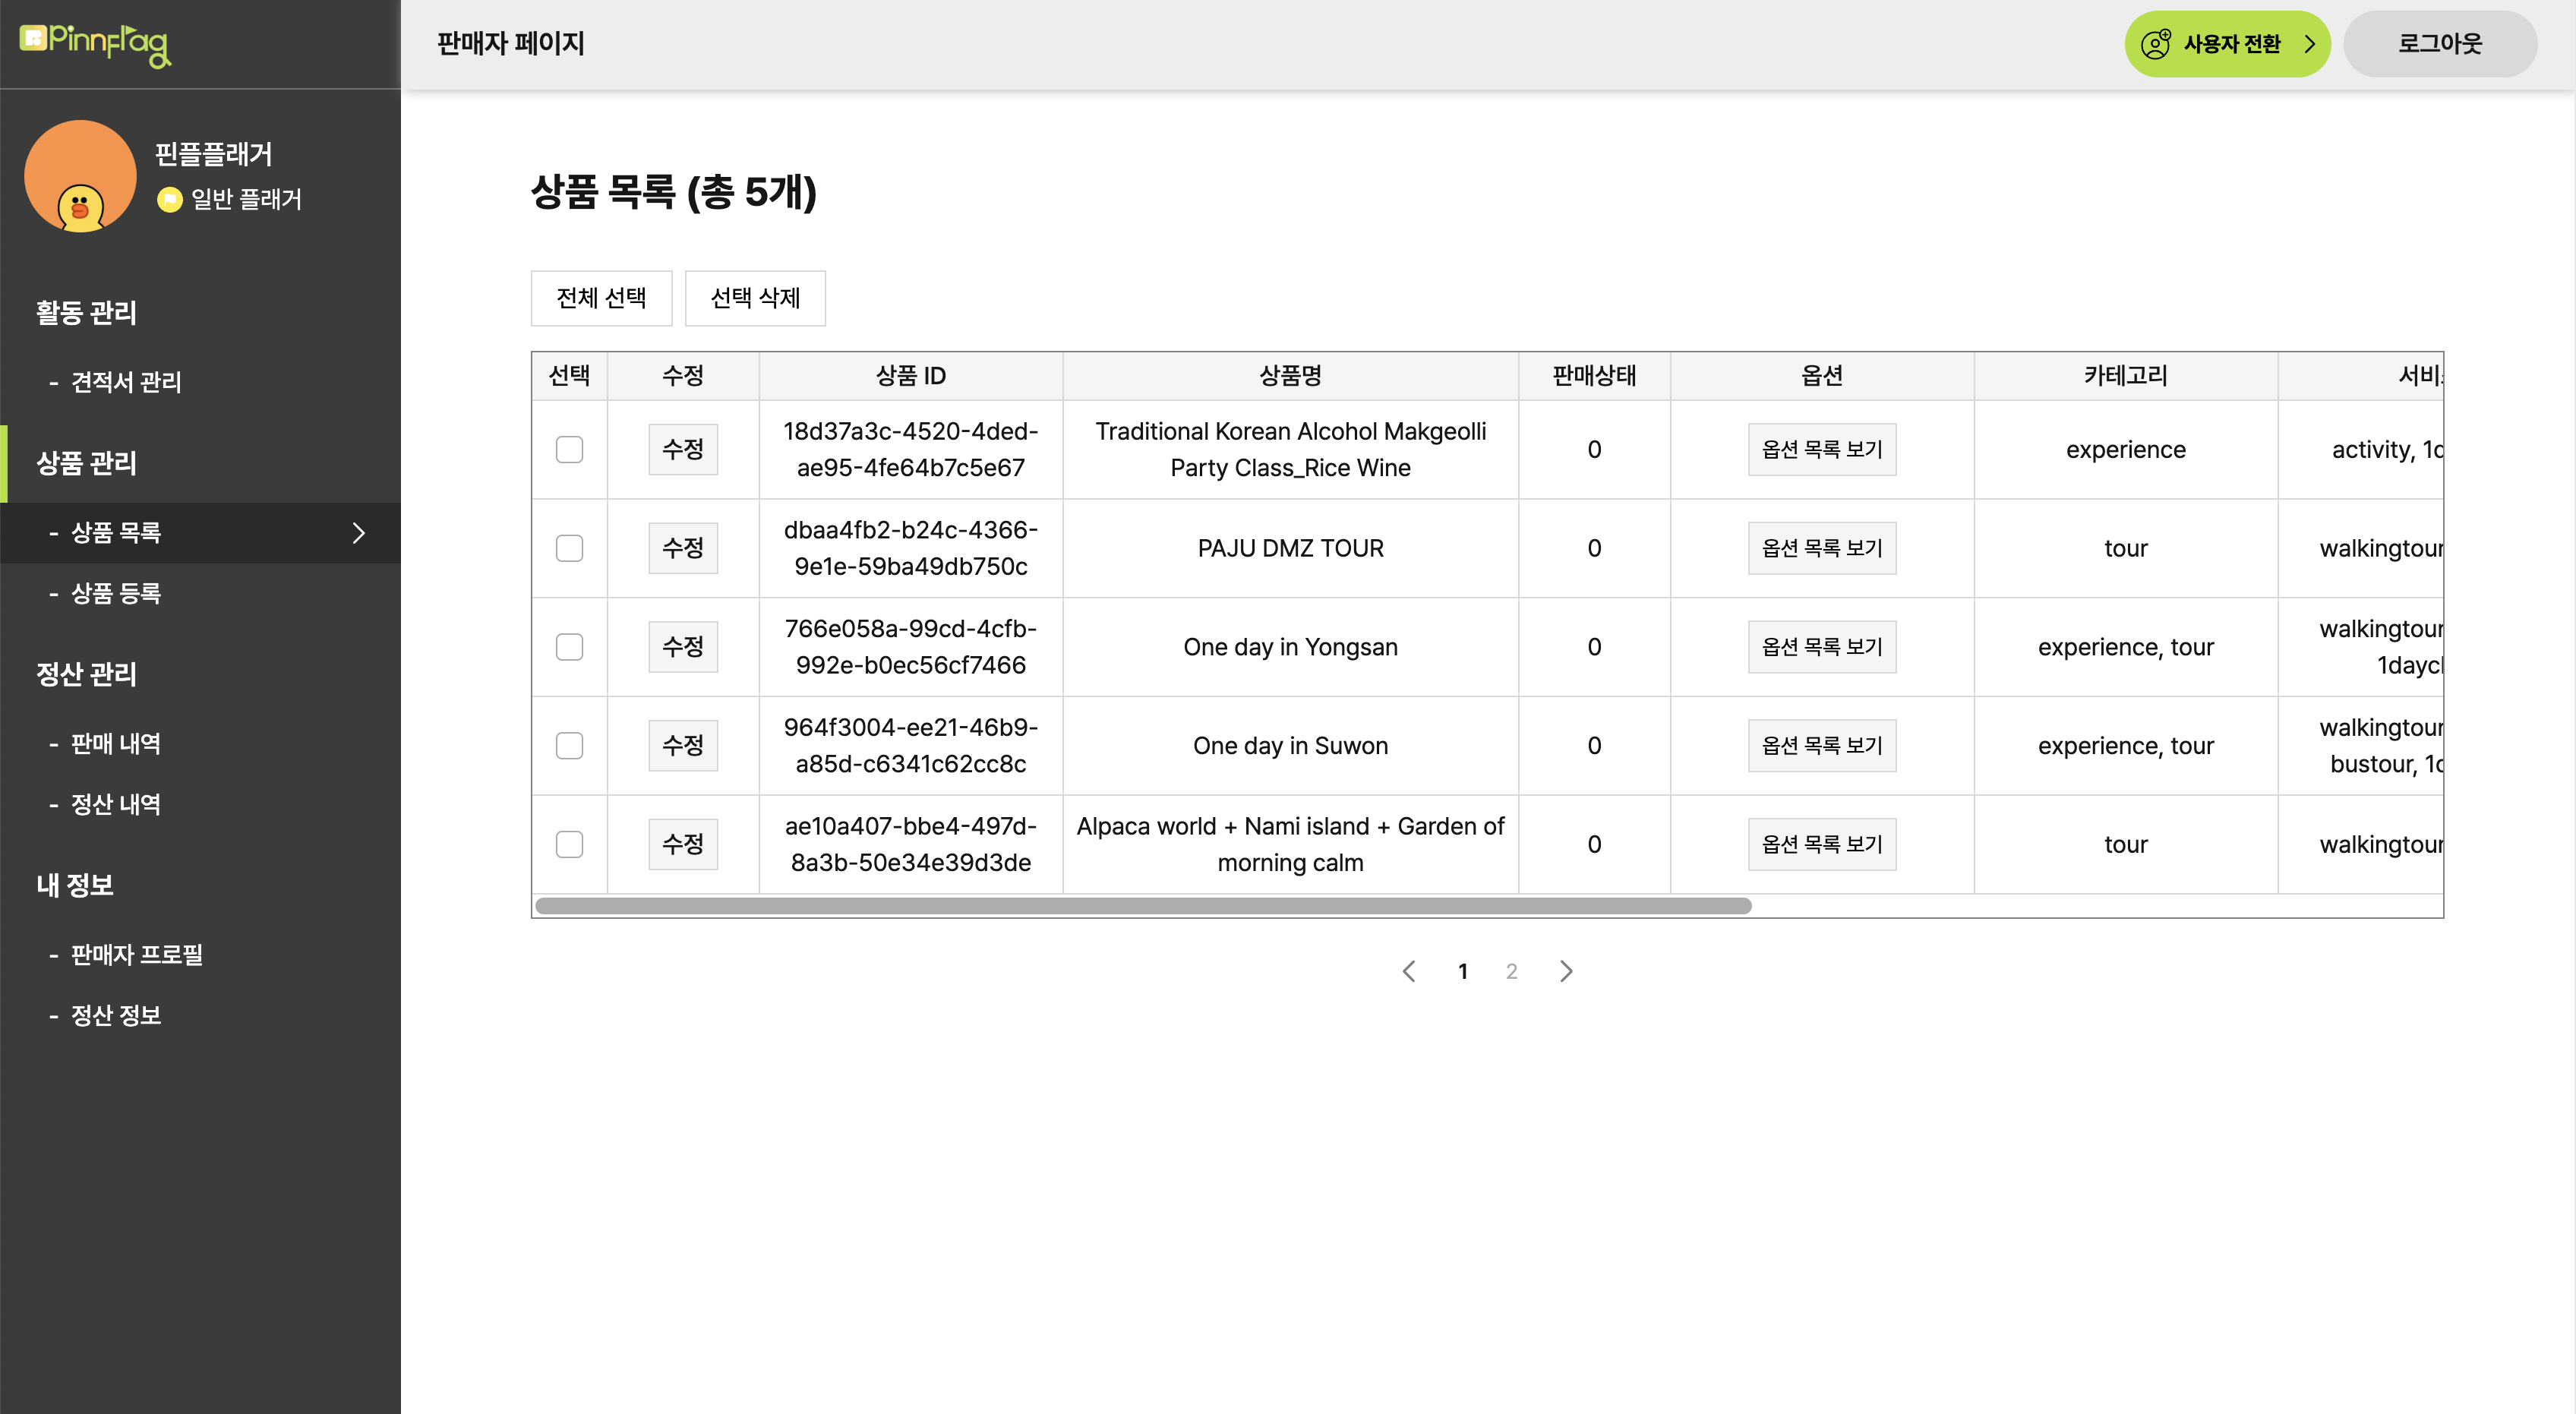 Pinnflag
판매자 페이지
사용자 전환
로그아웃
핀플플래거
일반 플래거
활동 관리
- 견적서 관리
상품 관리
- 상품 목록
- 상품 등록
정산 관리
- 판매 내역
- 정산 내역
내 정보
- 판매자 프로필
- 정산 정보
상품 목록 (총 5개)
전체 선택 선택 삭제
선택 수정 상품 ID 상품명 판매상태 옵션 카테고리 서비
수정 18d37a3c-4520-4ded-ae95-4fe64b7c5e67 Traditional Korean Alcohol Makgeolli Party Class_Rice Wine 0 옵션 목록 보기 experience activity, 1d
수정 dbaa4fb2-b24c-4366-9e1e-59ba49db750c PAJU DMZ TOUR 0 옵션 목록 보기 tour walkingtour
수정 766e058a-99cd-4cfb-992e-b0ec56cf7466 One day in Yongsan 0 옵션 목록 보기 experience, tour walkingtour 1daycl
수정 964f3004-ee21-46b9-a85d-c6341c62cc8c One day in Suwon 0 옵션 목록 보기 experience, tour walkingtour bustour, 1d
수정 ae10a407-bbe4-497d-8a3b-50e34e39d3de Alpaca world + Nami island + Garden of morning calm 0 옵션 목록 보기 tour walkingtour
1 2